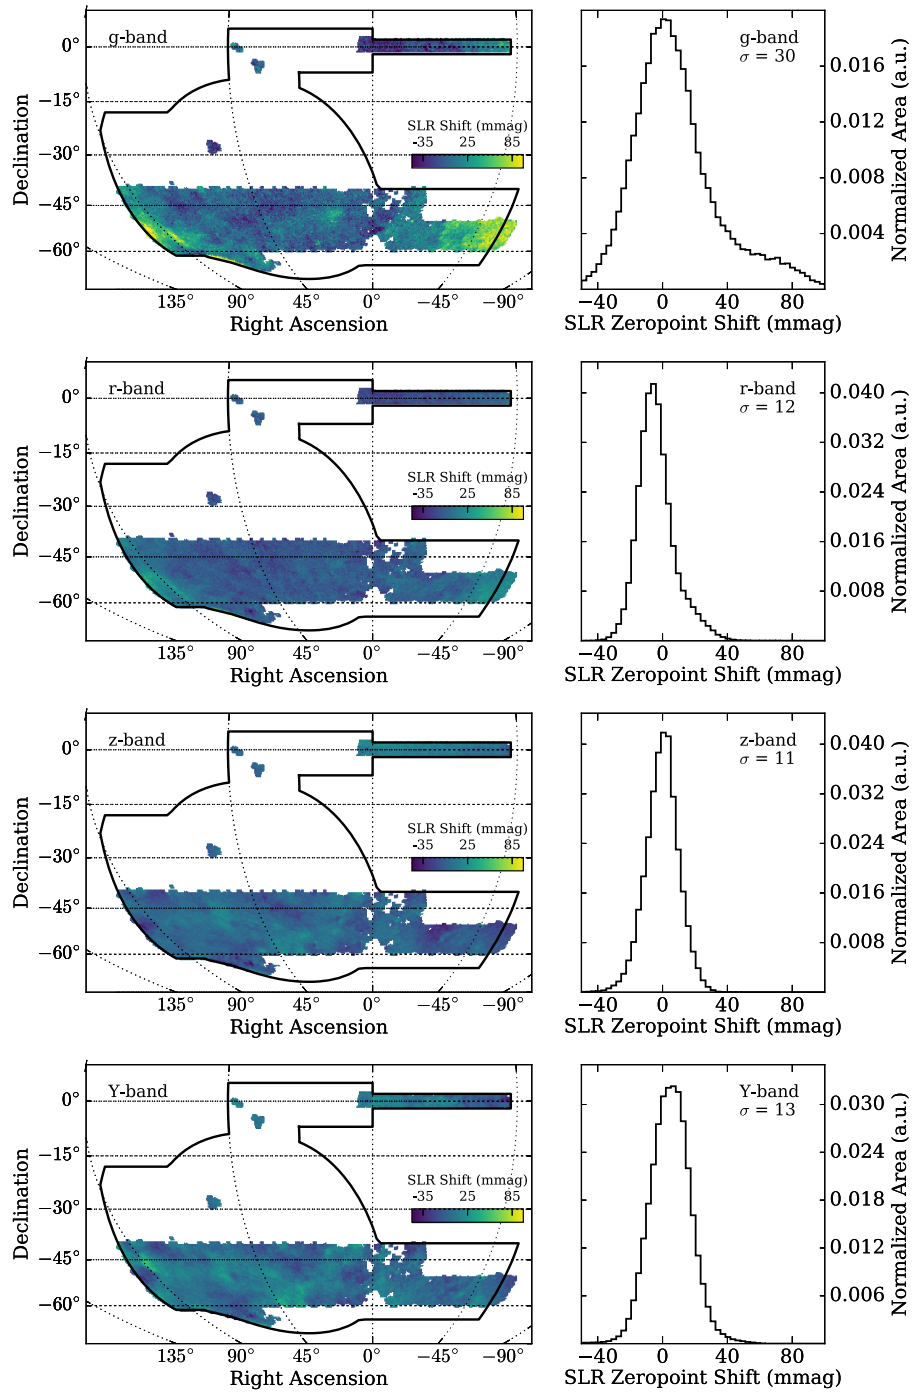 g-band
0°
−15°
−30°
−45°
−60°
Declination
SLR Shift (mmag)
-35 25 85
135° 90° 45° 0° −45° −90°
Right Ascension
g-band
σ = 30
0.016
0.012
0.008
0.004
Normalized Area (a.u.)
−40 0 40 80
SLR Zeropoint Shift (mmag)
r-band
0°
−15°
−30°
−45°
−60°
Declination
SLR Shift (mmag)
-35 25 85
135° 90° 45° 0° −45° −90°
Right Ascension
r-band
σ = 12
0.040
0.032
0.024
0.016
0.008
Normalized Area (a.u.)
−40 0 40 80
SLR Zeropoint Shift (mmag)
z-band
0°
−15°
−30°
−45°
−60°
Declination
SLR Shift (mmag)
-35 25 85
135° 90° 45° 0° −45° −90°
Right Ascension
z-band
σ = 11
0.040
0.032
0.024
0.016
0.008
Normalized Area (a.u.)
−40 0 40 80
SLR Zeropoint Shift (mmag)
Y-band
0°
−15°
−30°
−45°
−60°
Declination
SLR Shift (mmag)
-35 25 85
135° 90° 45° 0° −45° −90°
Right Ascension
Y-band
σ = 13
0.030
0.024
0.018
0.012
0.006
Normalized Area (a.u.)
−40 0 40 80
SLR Zeropoint Shift (mmag)